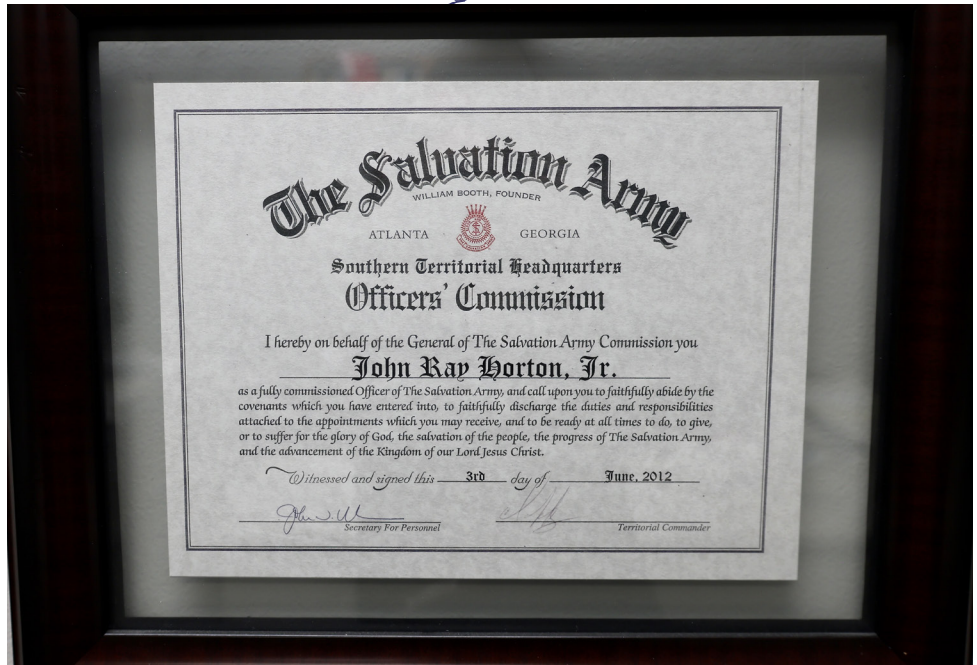 The Salvation Army
WILLIAM BOOTH, FOUNDER
ATLANTA GEORGIA
Southern Territorial Headquarters
Officers' Commission
I hereby on behalf of the General of The Salvation Army Commission you
John Ray Horton, Jr.
as a fully commissioned Officer of The Salvation Army, and call upon you to faithfully abide by the
covenants which you have entered into, to faithfully discharge the duties and responsibilities
attached to the appointments which you may receive, and to be ready at all times to do, to give,
or to suffer for the glory of God, the salvation of the people, the progress of The Salvation Army,
and the advancement of the Kingdom of our Lord Jesus Christ.
Witnessed and signed this 3rd day of June, 2012
Secretary For Personnel Territorial Commander